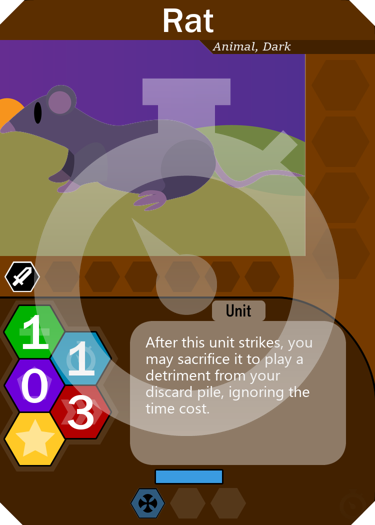 Rat
Animal, Dark
Unit
1
1
0
3
After this unit strikes, you
may sacrifice it to play a
detriment from your
discard pile, ignoring the
time cost.